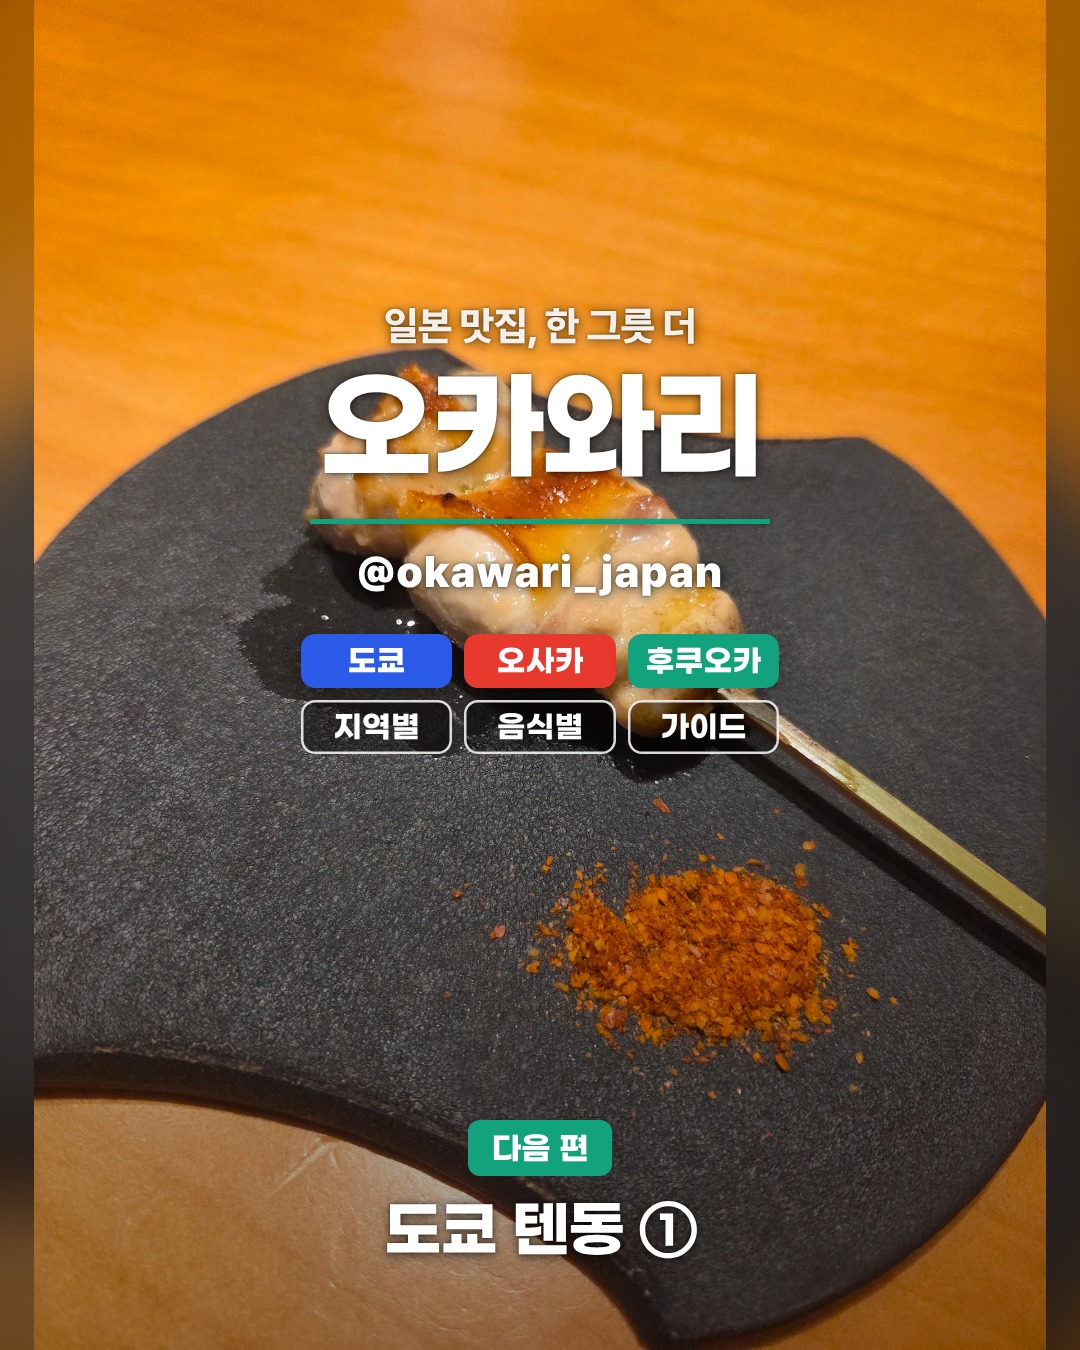 일본 맛집, 한 그릇 더
오카와리
@okawari_japan
도쿄 오사카 후쿠오카
지역별 음식별 가이드
다음 편
도쿄 텐동 ①